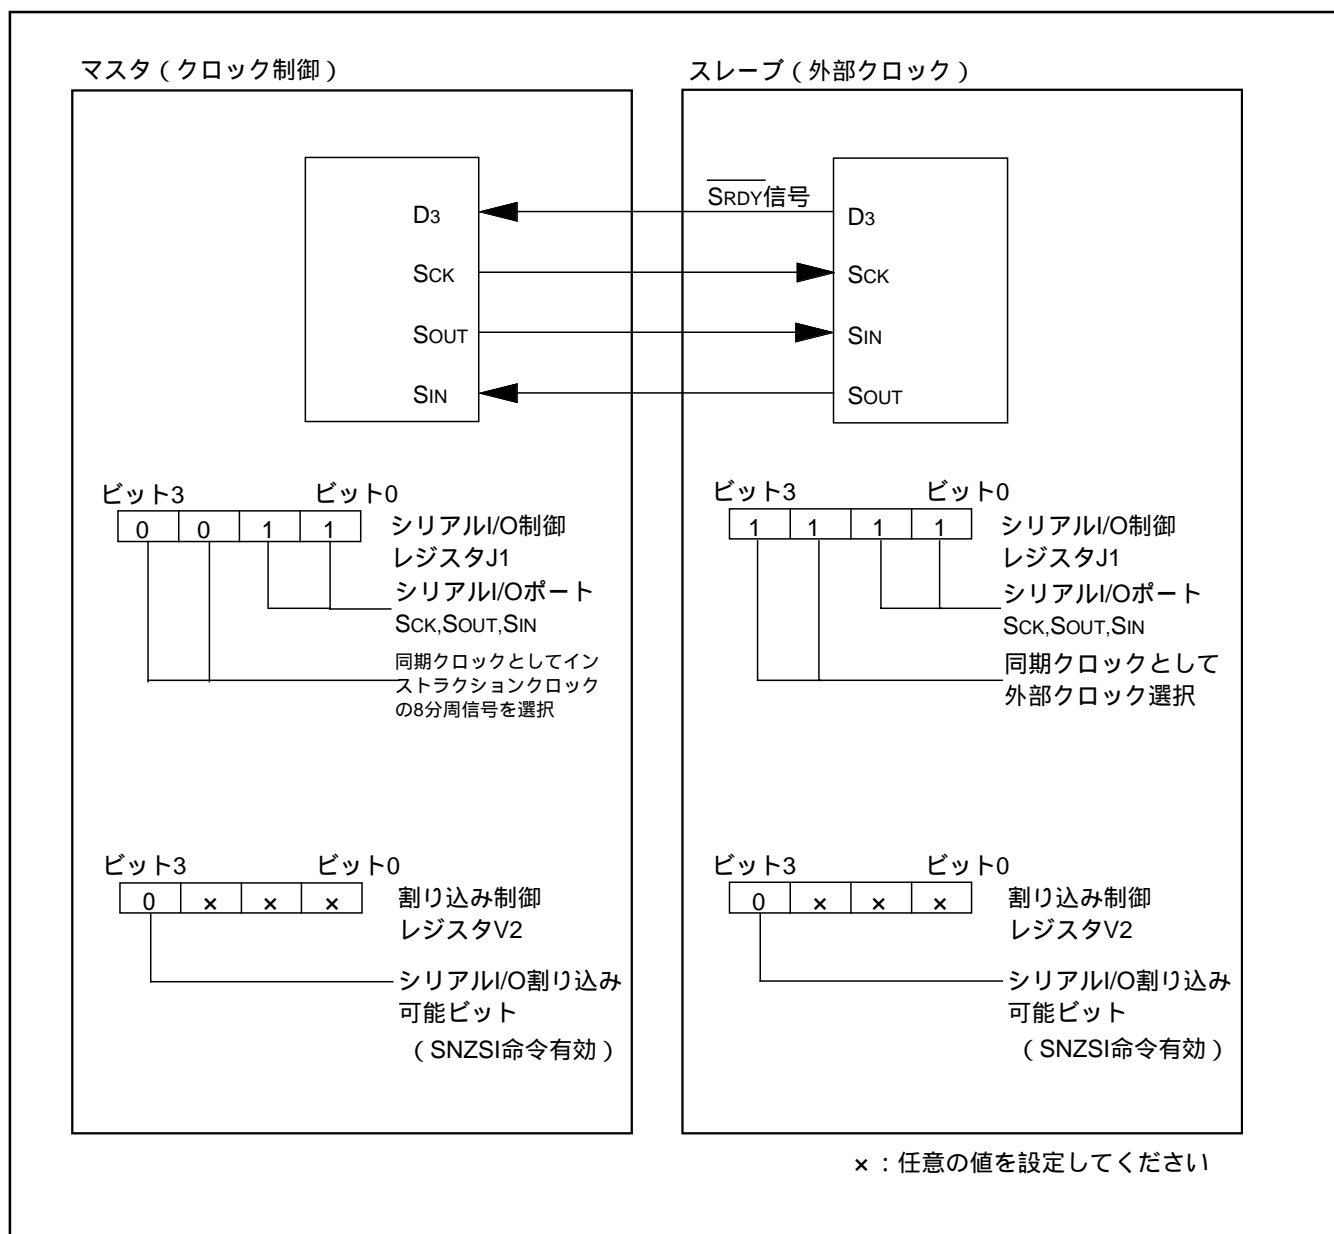 マスタ（クロック制御）
D3
SCK
SOUT
SIN
ビット3 ビット0
0 0 1 1
シリアルI/O制御
レジスタJ1
シリアルI/Oポート
SCK,SOUT,SIN
同期クロックとしてイン
ストラクションクロック
の8分周信号を選択
ビット3 ビット0
0 × × ×
割り込み制御
レジスタV2
シリアルI/O割り込み
可能ビット
（SNZSI命令有効）
SRDY信号
スレーブ（外部クロック）
D3
SCK
SIN
SOUT
ビット3 ビット0
1 1 1 1
シリアルI/O制御
レジスタJ1
シリアルI/Oポート
SCK,SOUT,SIN
同期クロックとして
外部クロック選択
ビット3 ビット0
0 × × ×
割り込み制御
レジスタV2
シリアルI/O割り込み
可能ビット
（SNZSI命令有効）
×：任意の値を設定してください